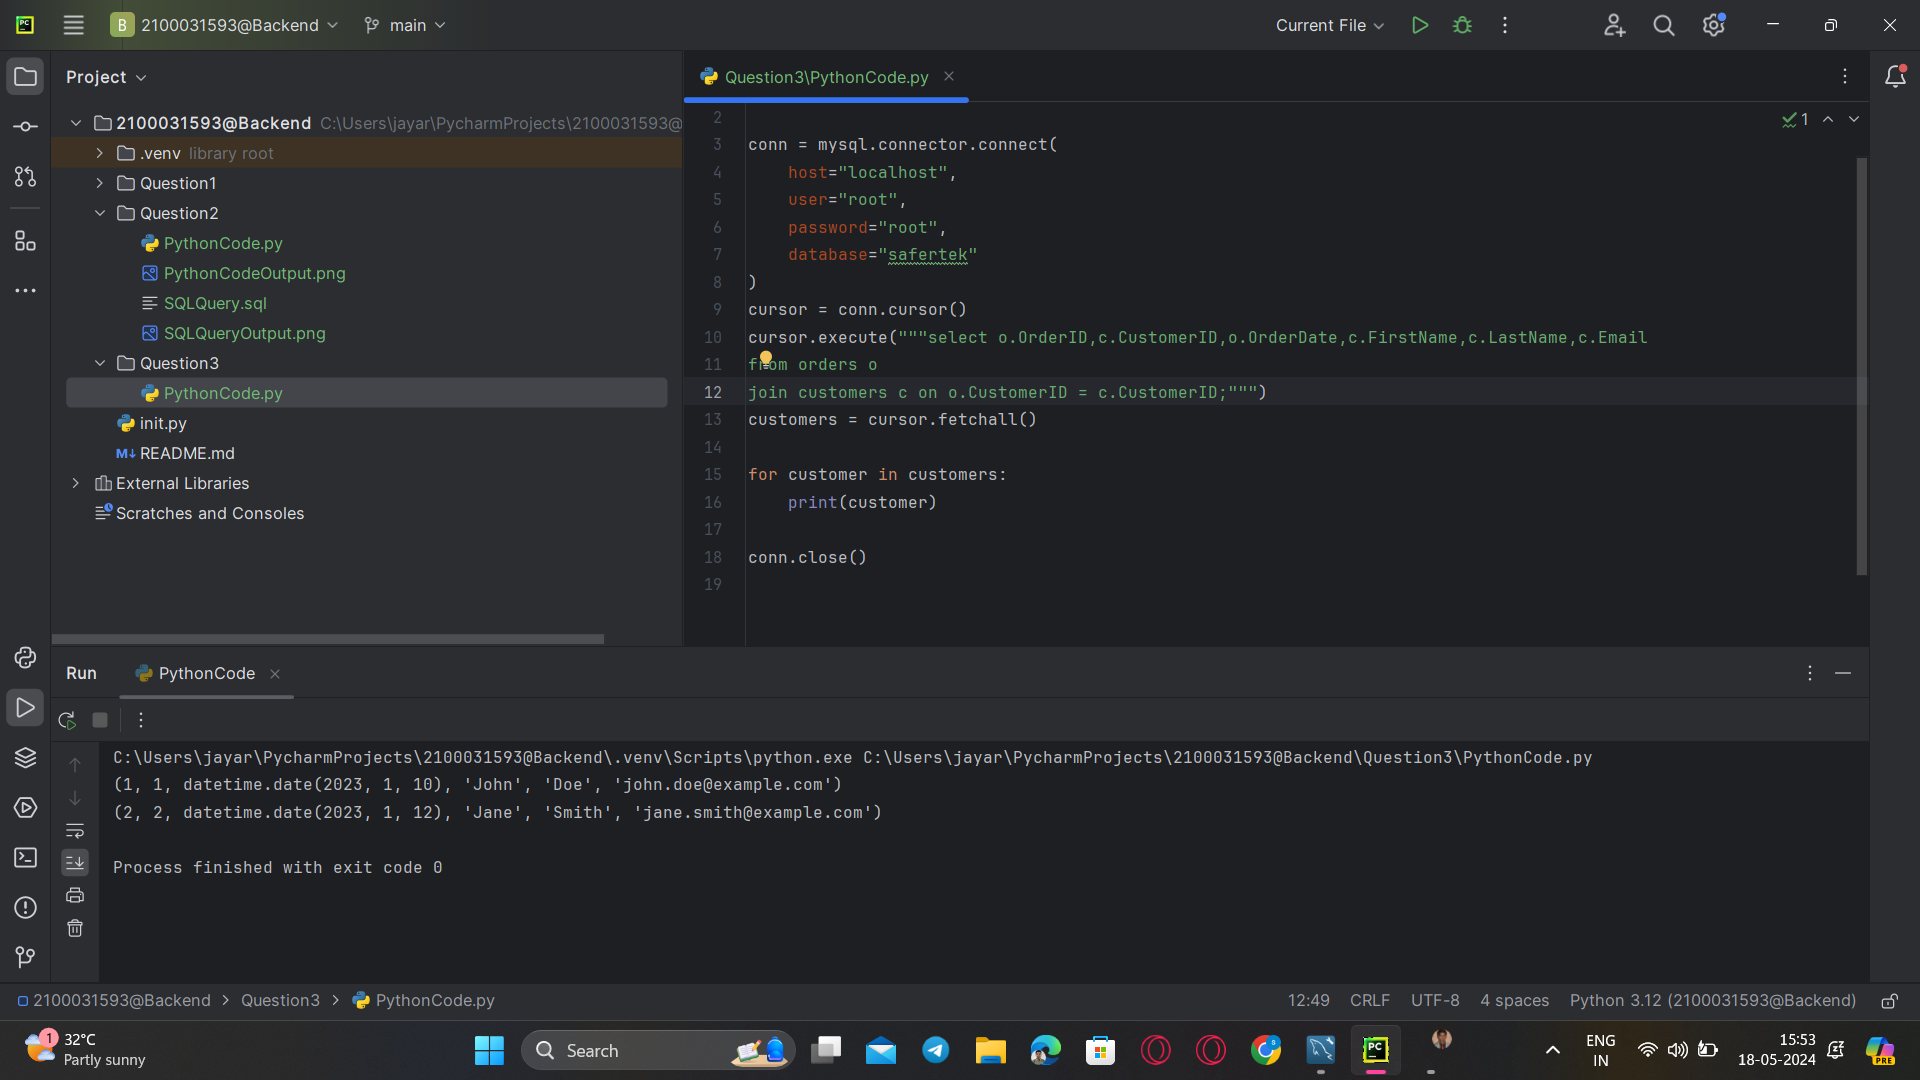 PC
B 2100031593@Backend main
Current File
Project
2100031593@Backend C:\Users\jayar\PycharmProjects\2100031593@
.venv library root
Question1
Question2
PythonCode.py
PythonCodeOutput.png
SQLQuery.sql
SQLQueryOutput.png
Question3
PythonCode.py
init.py
M↓ README.md
External Libraries
Scratches and Consoles
Question3\PythonCode.py
1
2
3 conn = mysql.connector.connect(
4 host="localhost",
5 user="root",
6 password="root",
7 database="safertek"
8 )
9 cursor = conn.cursor()
10 cursor.execute("""select o.OrderID,c.CustomerID,o.OrderDate,c.FirstName,c.LastName,c.Email
11 from orders o
12 join customers c on o.CustomerID = c.CustomerID;""")
13 customers = cursor.fetchall()
14
15 for customer in customers:
16 print(customer)
17
18 conn.close()
19
Run PythonCode
C:\Users\jayar\PycharmProjects\2100031593@Backend\.venv\Scripts\python.exe C:\Users\jayar\PycharmProjects\2100031593@Backend\Question3\PythonCode.py
(1, 1, datetime.date(2023, 1, 10), 'John', 'Doe', 'john.doe@example.com')
(2, 2, datetime.date(2023, 1, 12), 'Jane', 'Smith', 'jane.smith@example.com')
Process finished with exit code 0
2100031593@Backend > Question3 > PythonCode.py
12:49 CRLF UTF-8 4 spaces Python 3.12 (2100031593@Backend)
1
32°C
Partly sunny
Search
PC
ENG
IN
15:53
18-05-2024
PRE